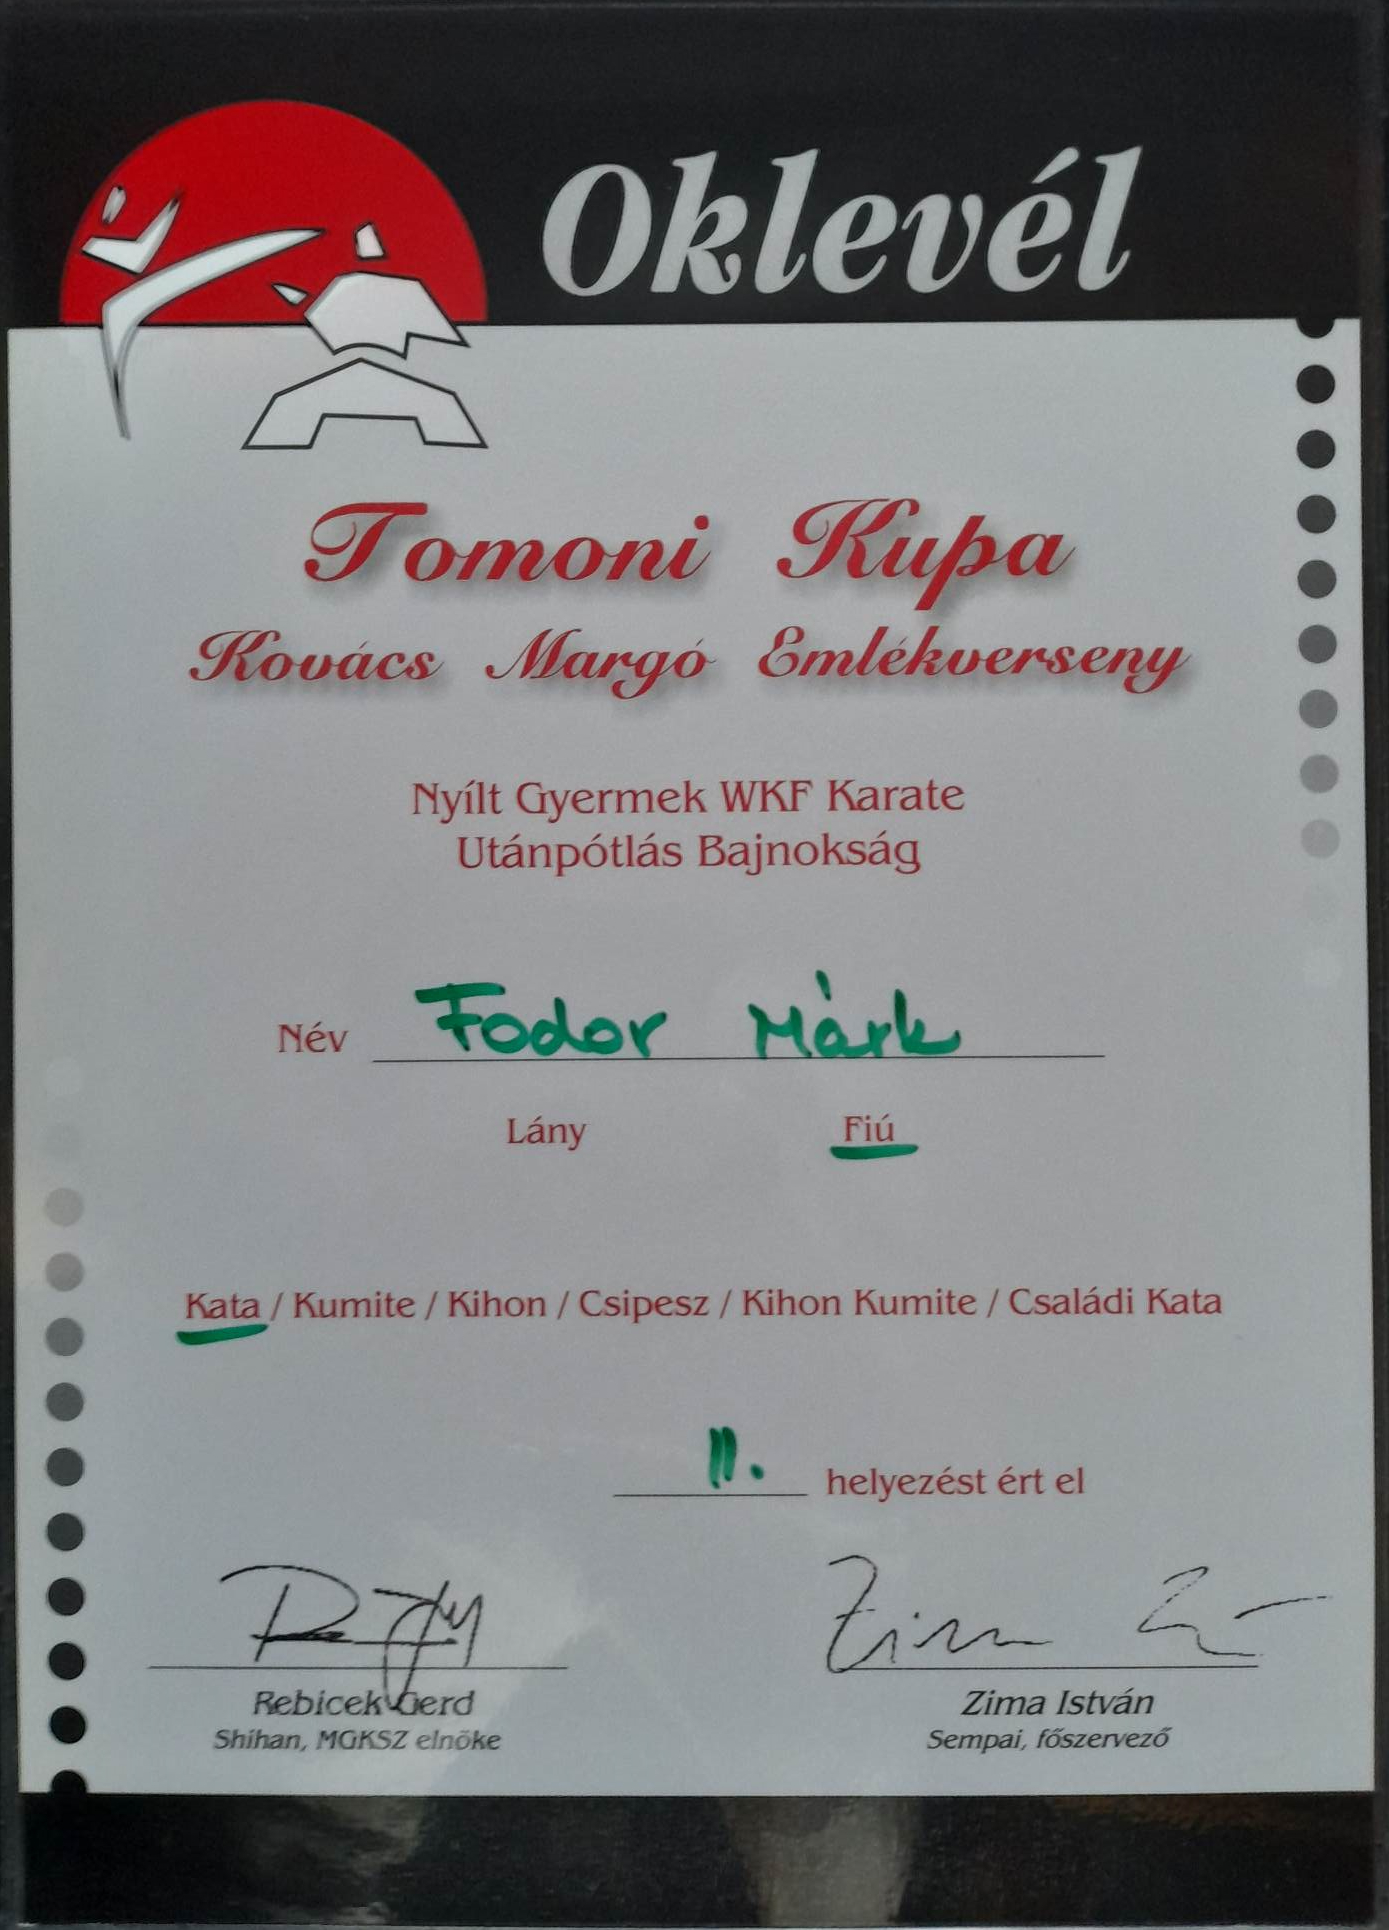 Oklevél
Tomoni Kupa
Kovács Margó Emlékverseny
Nyílt Gyermek WKF Karate
Utánpótlás Bajnokság
Név Fodor Márk
Lány Fiú
Kata / Kumite / Kihon / Csipesz / Kihon Kumite / Családi Kata
II. helyezést ért el
Rebicek Gerd Zima István
Shihan, MGKSZ elnöke Sempai, főszervező